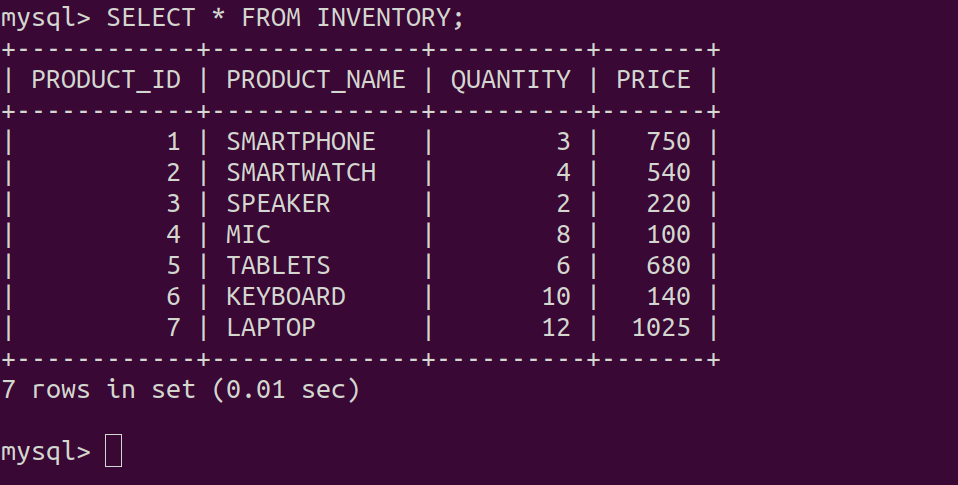 mysql> SELECT * FROM INVENTORY;
+------------+--------------+----------+-------+
| PRODUCT_ID | PRODUCT_NAME | QUANTITY | PRICE |
+------------+--------------+----------+-------+
|          1 | SMARTPHONE   |        3 |   750 |
|          2 | SMARTWATCH   |        4 |   540 |
|          3 | SPEAKER      |        2 |   220 |
|          4 | MIC          |        8 |   100 |
|          5 | TABLETS      |        6 |   680 |
|          6 | KEYBOARD     |       10 |   140 |
|          7 | LAPTOP       |       12 |  1025 |
+------------+--------------+----------+-------+
7 rows in set (0.01 sec)
mysql>